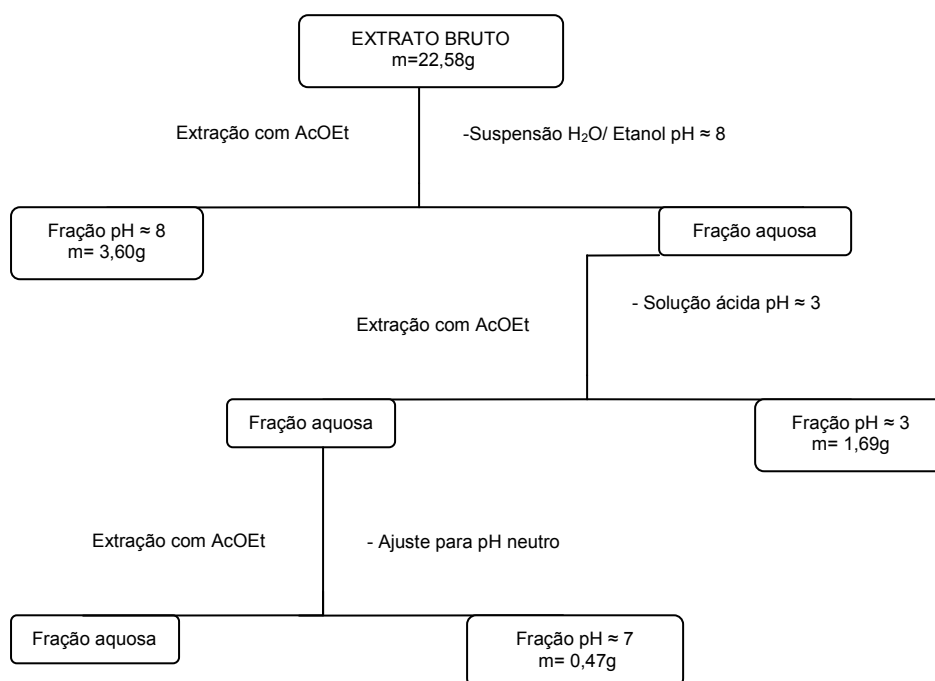 EXTRATO BRUTO
m=22,58g
Extração com AcOEt
-Suspensão H₂O/ Etanol pH ≈ 8
Fração pH ≈ 8
m= 3,60g
Fração aquosa
Extração com AcOEt
- Solução ácida pH ≈ 3
Fração aquosa
Fração pH ≈ 3
m= 1,69g
Extração com AcOEt
- Ajuste para pH neutro
Fração aquosa
Fração pH ≈ 7
m= 0,47g